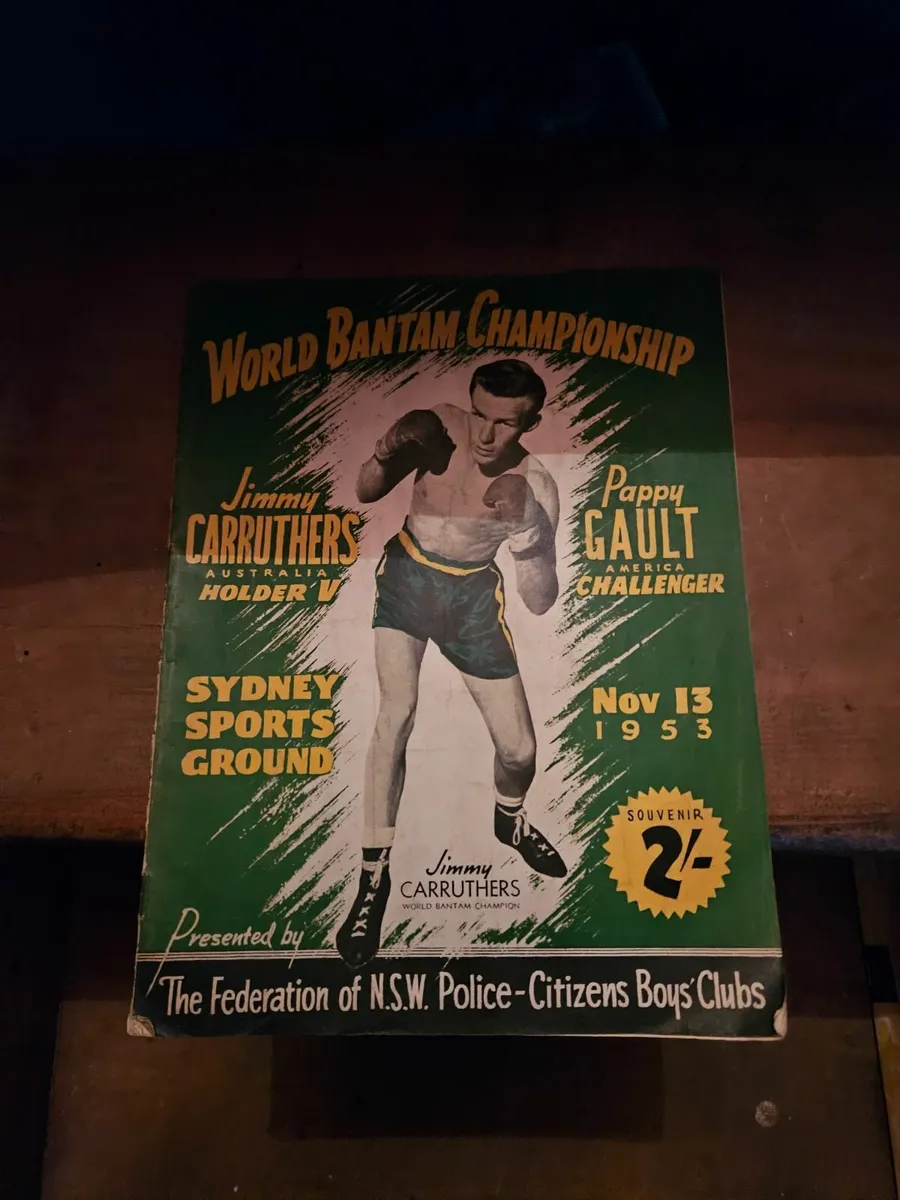 WORLD BANTAM CHAMPIONSHIP
Jimmy
CARRUTHERS
AUSTRALIA
HOLDER V
Pappy
GAULT
AMERICA
CHALLENGER
SYDNEY
SPORTS
GROUND
Nov 13
1953
SOUVENIR
2/-
Jimmy
CARRUTHERS
WORLD BANTAM CHAMPION
Presented by
The Federation of N.S.W. Police-Citizens Boys' Clubs